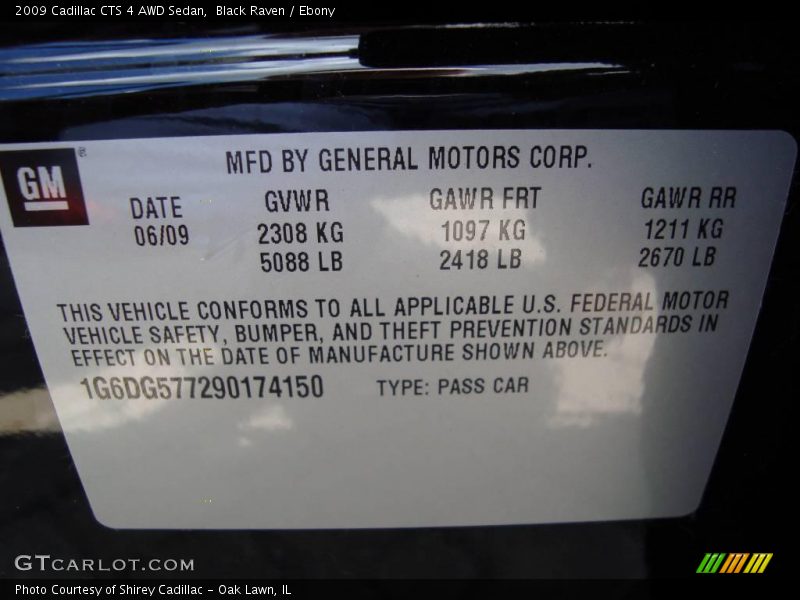 2009 Cadillac CTS 4 AWD Sedan, Black Raven / Ebony
GM ®
MFD BY GENERAL MOTORS CORP.
DATE GVWR GAWR FRT GAWR RR
06/09 2308 KG 1097 KG 1211 KG
5088 LB 2418 LB 2670 LB
THIS VEHICLE CONFORMS TO ALL APPLICABLE U.S. FEDERAL MOTOR
VEHICLE SAFETY, BUMPER, AND THEFT PREVENTION STANDARDS IN
EFFECT ON THE DATE OF MANUFACTURE SHOWN ABOVE.
1G6DG577290174150 TYPE: PASS CAR
GTCARLOT.COM
Photo Courtesy of Shirey Cadillac - Oak Lawn, IL